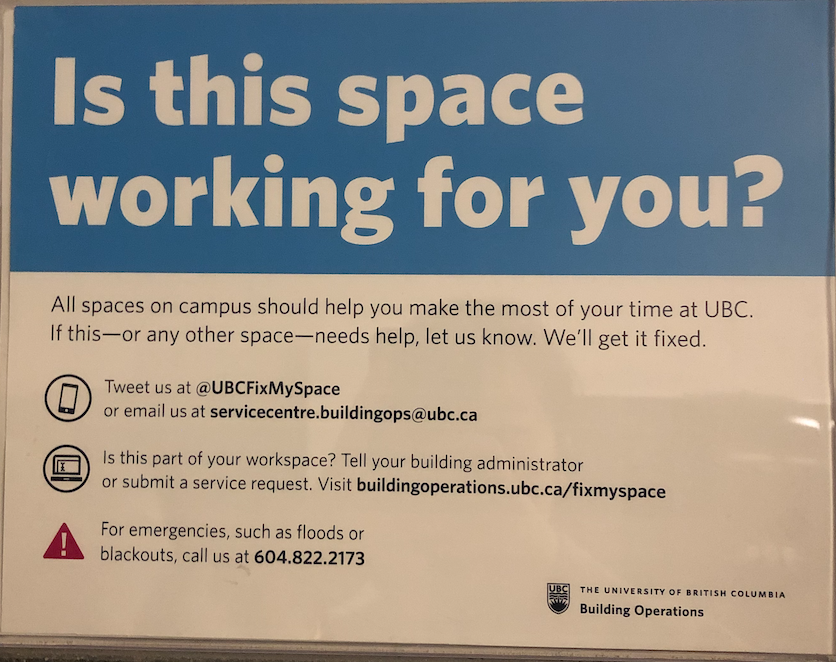 Is this space
working for you?
All spaces on campus should help you make the most of your time at UBC.
If this—or any other space—needs help, let us know. We'll get it fixed.
Tweet us at @UBCFixMySpace
or email us at servicecentre.buildingops@ubc.ca
Is this part of your workspace? Tell your building administrator
or submit a service request. Visit buildingoperations.ubc.ca/fixmyspace
For emergencies, such as floods or
blackouts, call us at 604.822.2173
UBC
THE UNIVERSITY OF BRITISH COLUMBIA
Building Operations